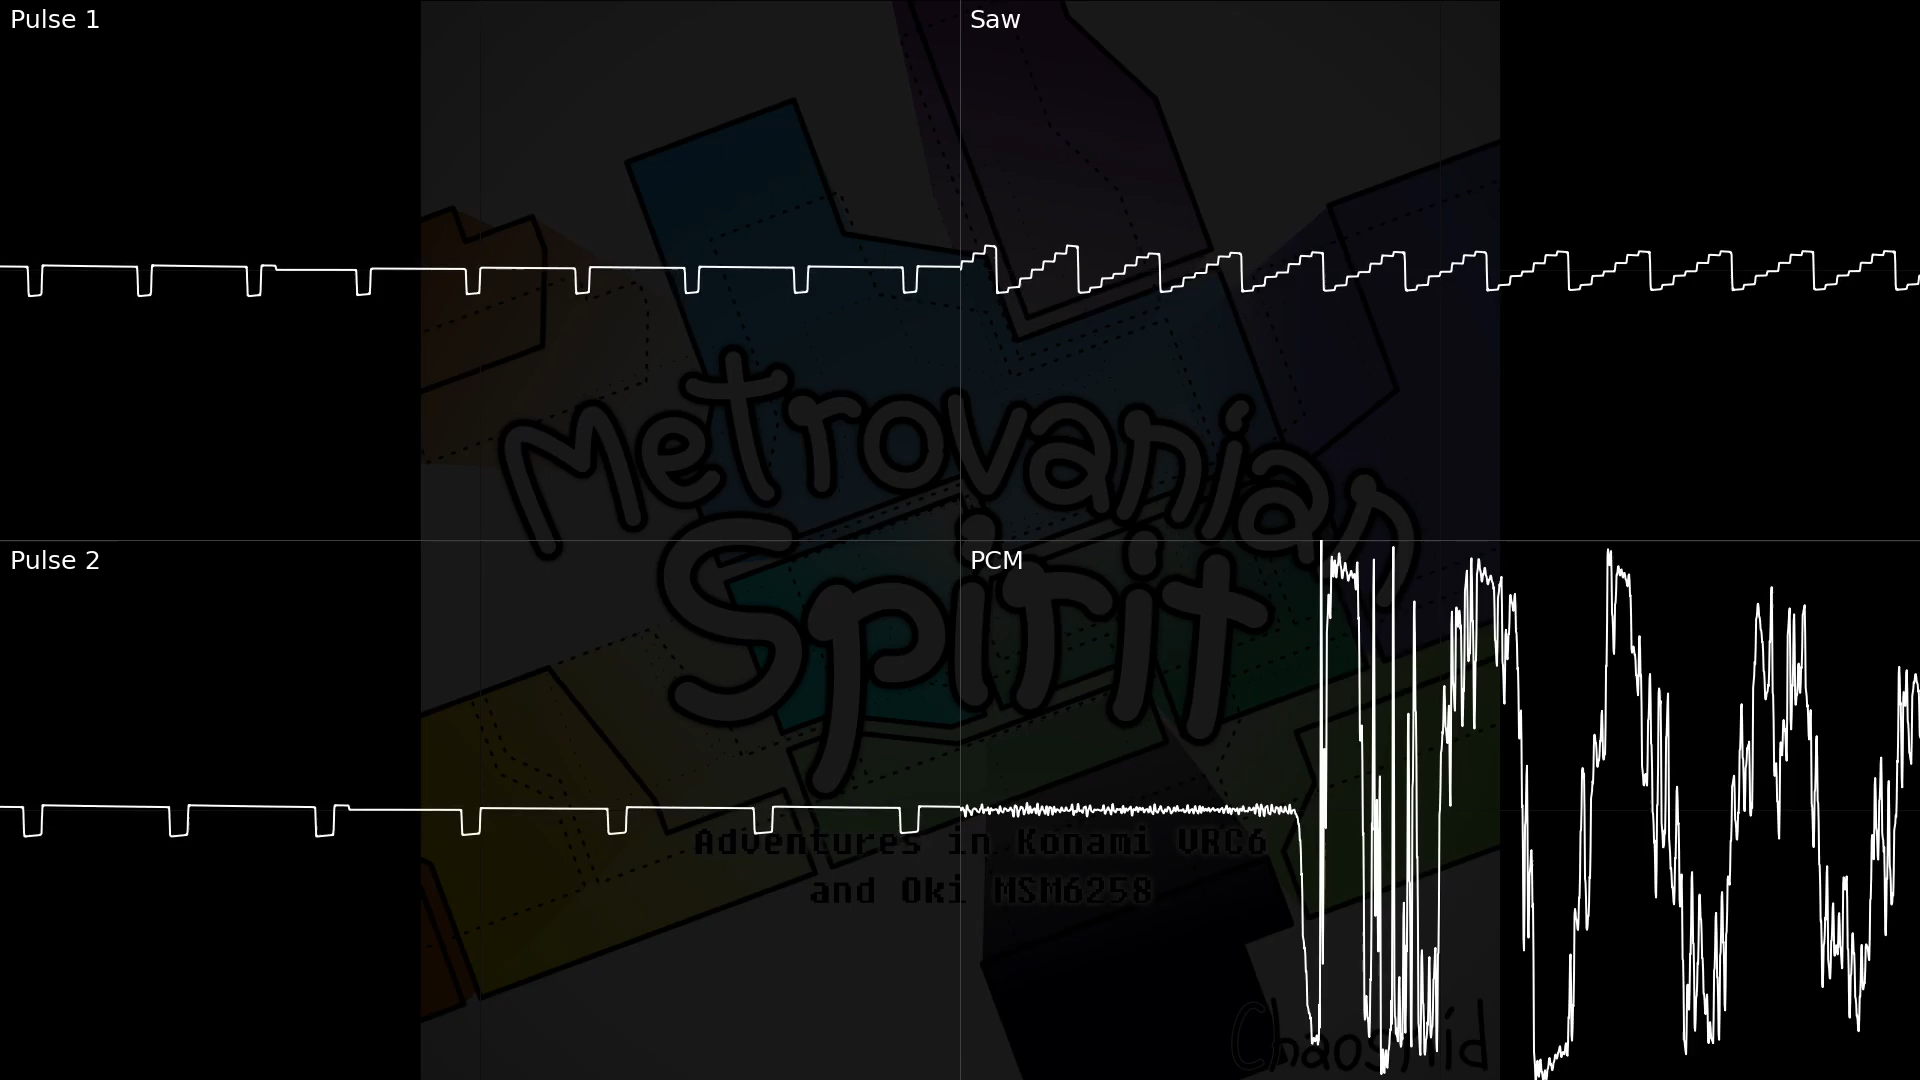 Pulse 1
Saw
Metrovanian
Spirit
Pulse 2
PCM
Adventures in Konami VRC6
and Oki MSM6258